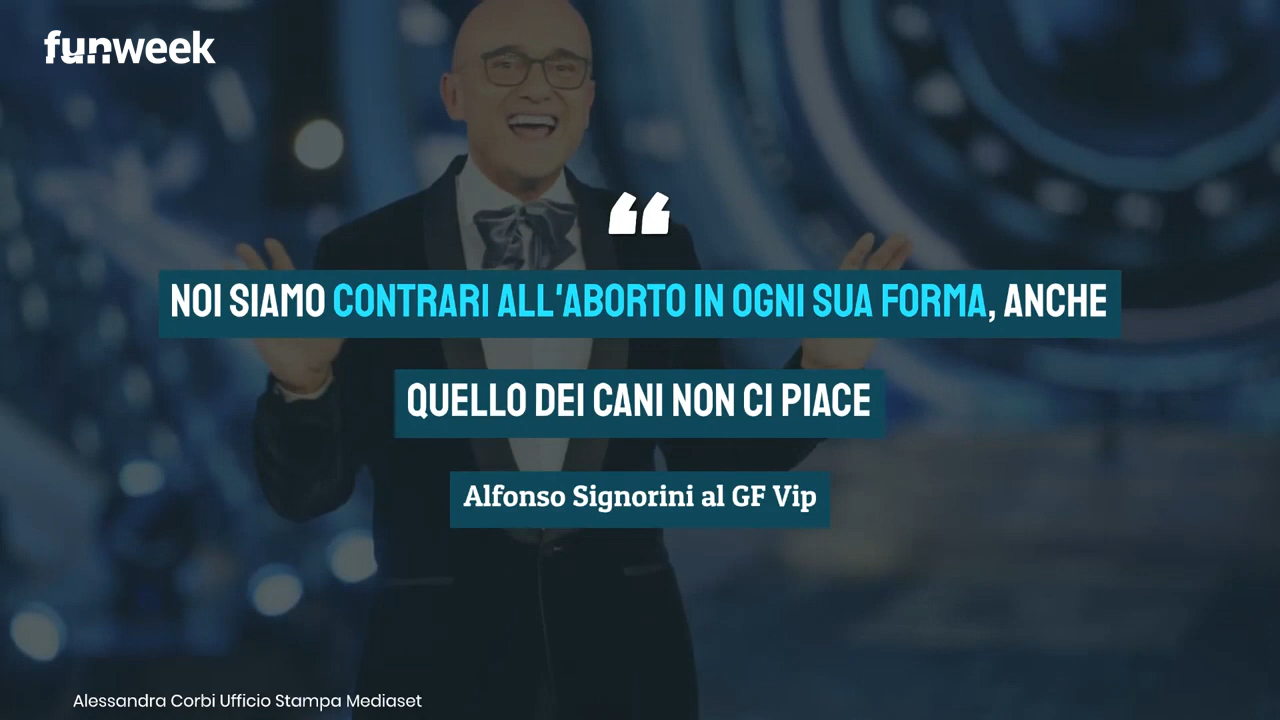 funweek
“
NOI SIAMO CONTRARI ALL'ABORTO IN OGNI SUA FORMA, ANCHE
QUELLO DEI CANI NON CI PIACE
Alfonso Signorini al GF Vip
Alessandra Corbi Ufficio Stampa Mediaset